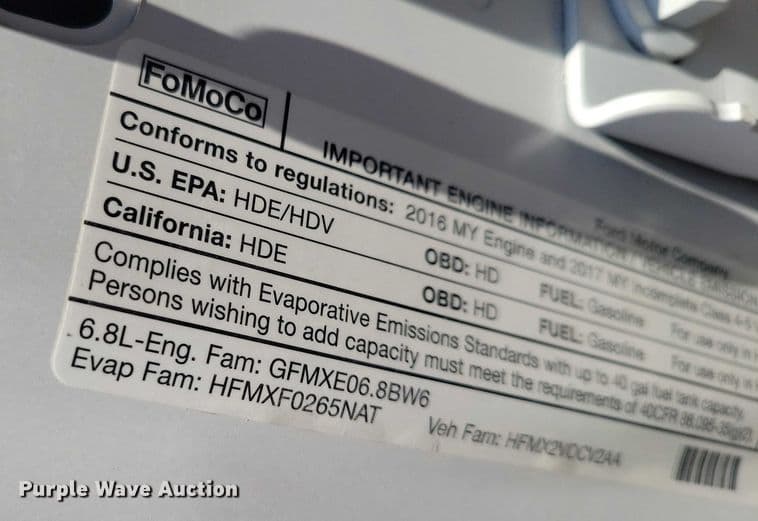 FoMoCo
IMPORTANT ENGINE INFORMATION / VEHICLE EMISSION
Ford Motor Company
Conforms to regulations: 2016 MY Engine and 2017 MY Incomplete Class 4-5
U.S. EPA: HDE/HDV OBD: HD FUEL: Gasoline For use only in
California: HDE OBD: HD FUEL: Gasoline For use only in
Complies with Evaporative Emissions Standards with up to 40 gal fuel tank capacity.
Persons wishing to add capacity must meet the requirements of 40CFR
6.8L-Eng. Fam: GFMXE06.8BW6
Evap Fam: HFMXF0265NAT Veh Fam:
Purple Wave Auction